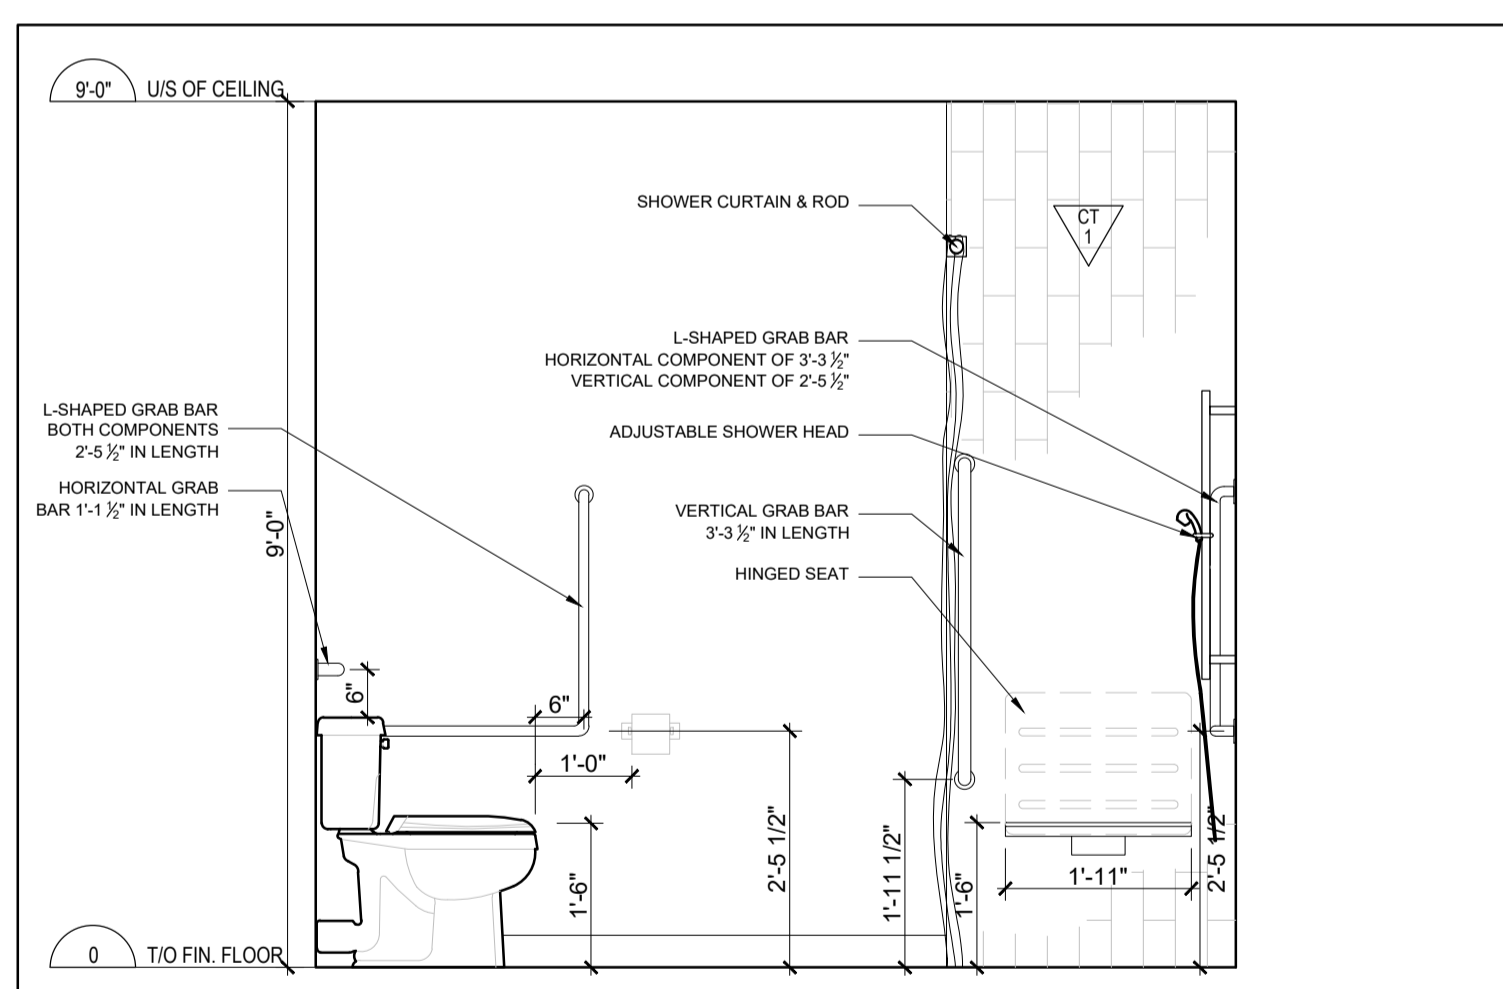 9'-0" U/S OF CEILING
SHOWER CURTAIN & ROD
CT
1
L-SHAPED GRAB BAR
HORIZONTAL COMPONENT OF 3'-3 ½"
VERTICAL COMPONENT OF 2'-5 ½"
L-SHAPED GRAB BAR
BOTH COMPONENTS
2'-5 ½" IN LENGTH
ADJUSTABLE SHOWER HEAD
HORIZONTAL GRAB
BAR 1'-1 ½" IN LENGTH
VERTICAL GRAB BAR
3'-3 ½" IN LENGTH
HINGED SEAT
9'-0"
6"
6"
1'-0"
1'-6"
2'-5 1/2"
1'-11 1/2"
1'-6"
1'-11"
2'-5 1/2"
0 T/O FIN. FLOOR